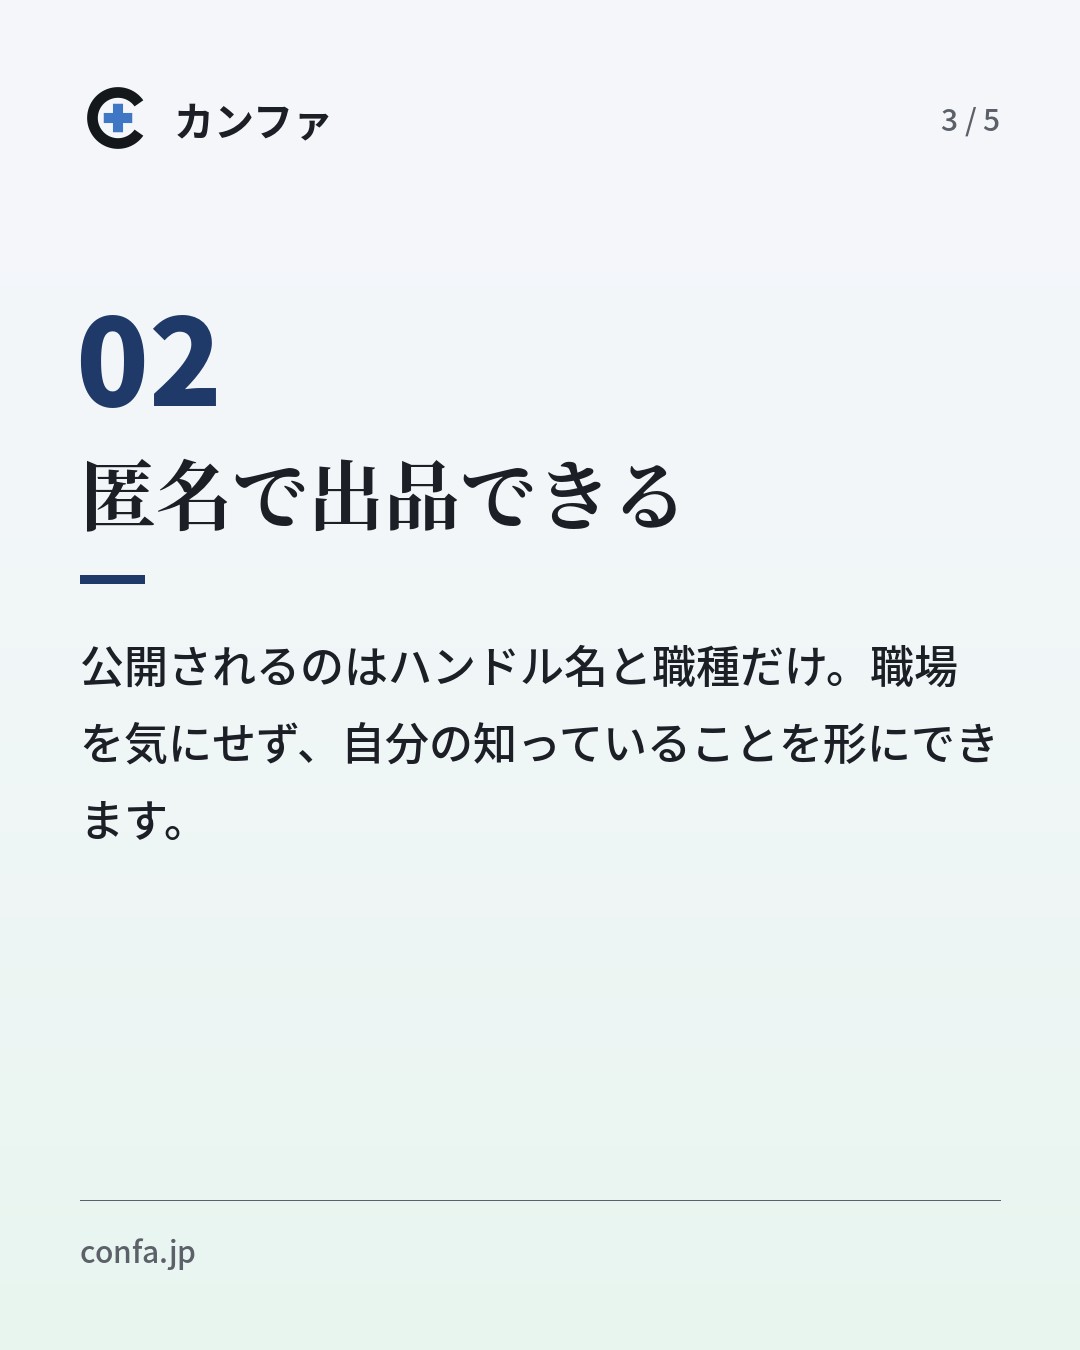 カンファ
3 / 5
02
匿名で出品できる
公開されるのはハンドル名と職種だけ。職場
を気にせず、自分の知っていることを形にでき
ます。
confa.jp